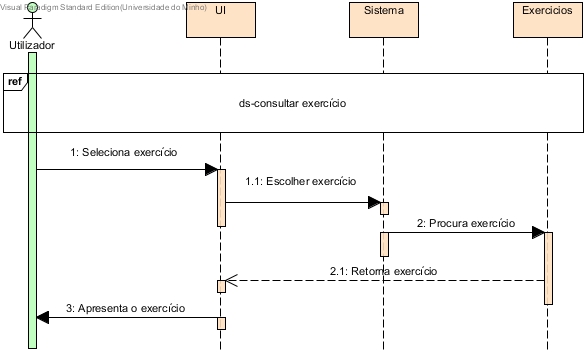 Visual Paradigm Standard Edition(Universidade do Minho)
UI
Sistema
Exercicios
Utilizador
ref
ds-consultar exercício
1: Seleciona exercício
1.1: Escolher exercício
2: Procura exercício
2.1: Retorna exercício
3: Apresenta o exercício